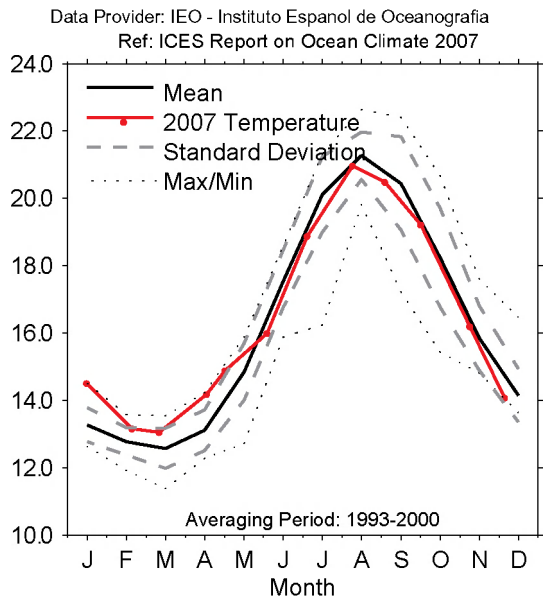 Data Provider: IEO - Instituto Espanol de Oceanografia
Ref: ICES Report on Ocean Climate 2007
24.0
22.0
20.0
18.0
16.0
14.0
12.0
10.0
Mean
2007 Temperature
Standard Deviation
Max/Min
Averaging Period: 1993-2000
J F M A M J J A S O N D
Month